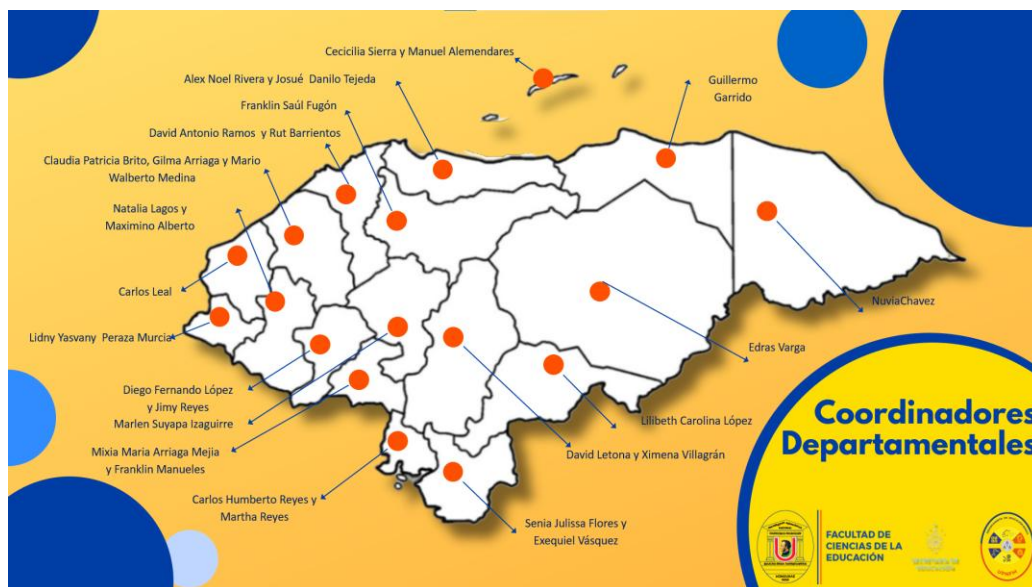 Cecicilia Sierra y Manuel Alemendares
Alex Noel Rivera y Josué Danilo Tejeda
Guillermo
Garrido
Franklin Saúl Fugón
David Antonio Ramos y Rut Barrientos
Claudia Patricia Brito, Gilma Arriaga y Mario
Walberto Medina
Natalia Lagos y
Maximino Alberto
Carlos Leal
NuviaChavez
Lidny Yasvany Peraza Murcia
Edras Varga
Diego Fernando López
y Jimy Reyes
Marlen Suyapa Izaguirre
Lilibeth Carolina López
Mixia Maria Arriaga Mejia
y Franklin Manueles
David Letona y Ximena Villagrán
Carlos Humberto Reyes y
Martha Reyes
Senia Julissa Flores y
Exequiel Vásquez
Coordinadores
Departamentales
FACULTAD DE
CIENCIAS DE LA
EDUCACIÓN